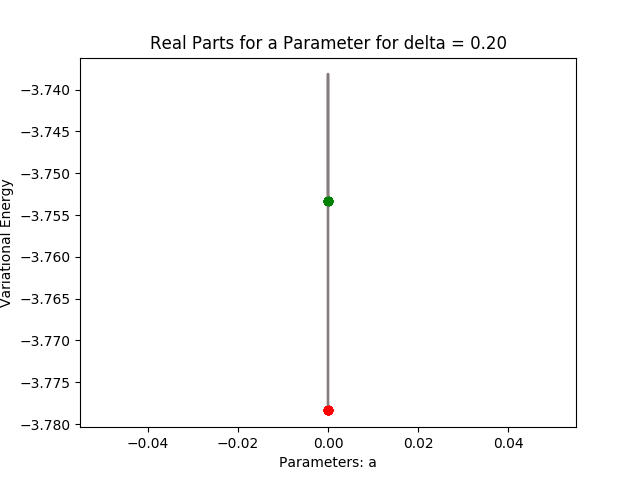 Real Parts for a Parameter for delta = 0.20
−3.740
−3.745
−3.750
−3.755
−3.760
−3.765
−3.770
−3.775
−3.780
Variational Energy
−0.04 −0.02 0.00 0.02 0.04
Parameters: a